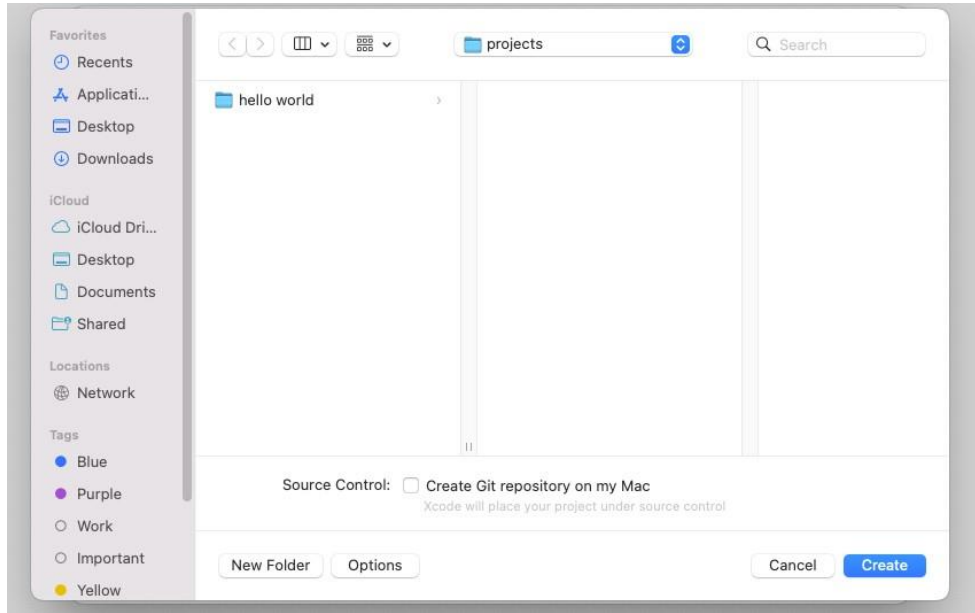 Favorites
Recents
Applicati...
Desktop
Downloads
iCloud
iCloud Dri...
Desktop
Documents
Shared
Locations
Network
Tags
Blue
Purple
Work
Important
Yellow
projects
Search
hello world
Source Control: Create Git repository on my Mac
Xcode will place your project under source control
New Folder Options Cancel Create